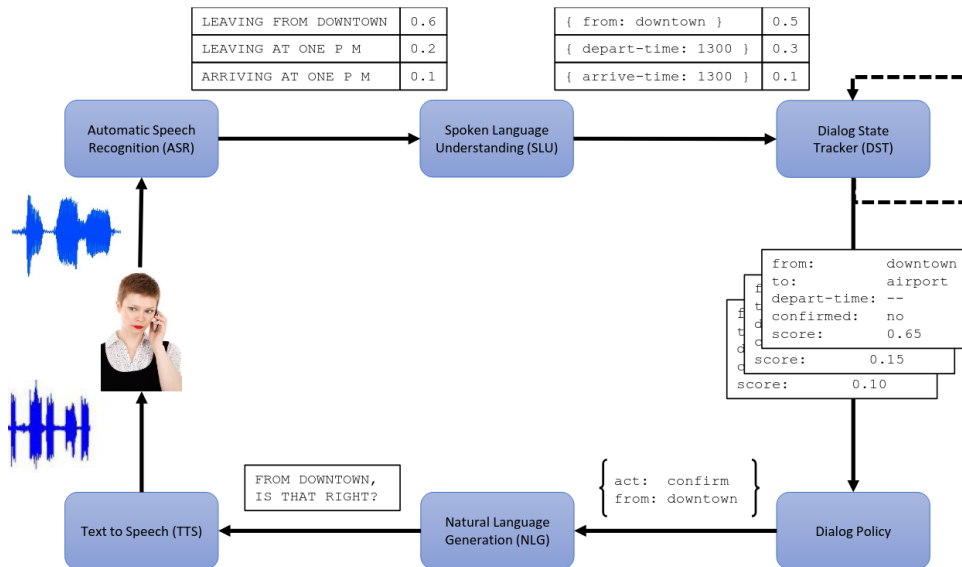 LEAVING FROM DOWNTOWN 0.6
LEAVING AT ONE P M 0.2
ARRIVING AT ONE P M 0.1
{ from: downtown } 0.5
{ depart-time: 1300 } 0.3
{ arrive-time: 1300 } 0.1
Automatic Speech
Recognition (ASR)
Spoken Language
Understanding (SLU)
Dialog State
Tracker (DST)
from: downtown
to: airport
depart-time: --
confirmed: no
score: 0.65
score: 0.15
score: 0.10
FROM DOWNTOWN,
IS THAT RIGHT?
act: confirm
from: downtown
Text to Speech (TTS)
Natural Language
Generation (NLG)
Dialog Policy